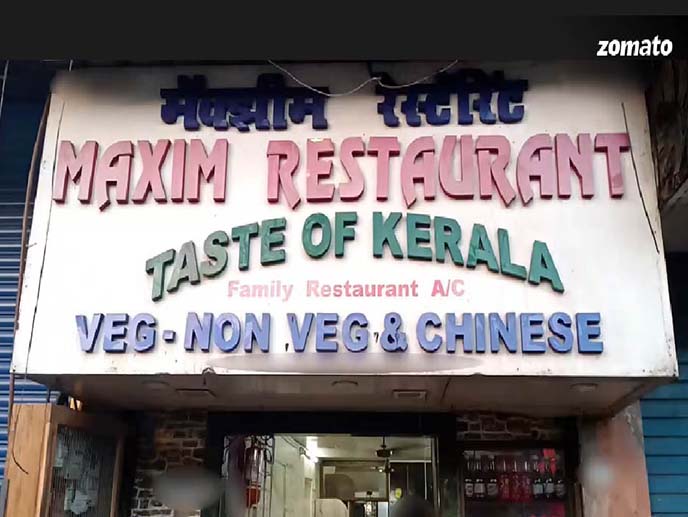 zomato
मॅक्झीम रेस्टॉरेंट
MAXIM RESTAURANT
TASTE OF KERALA
Family Restaurant A/C
VEG - NON VEG & CHINESE